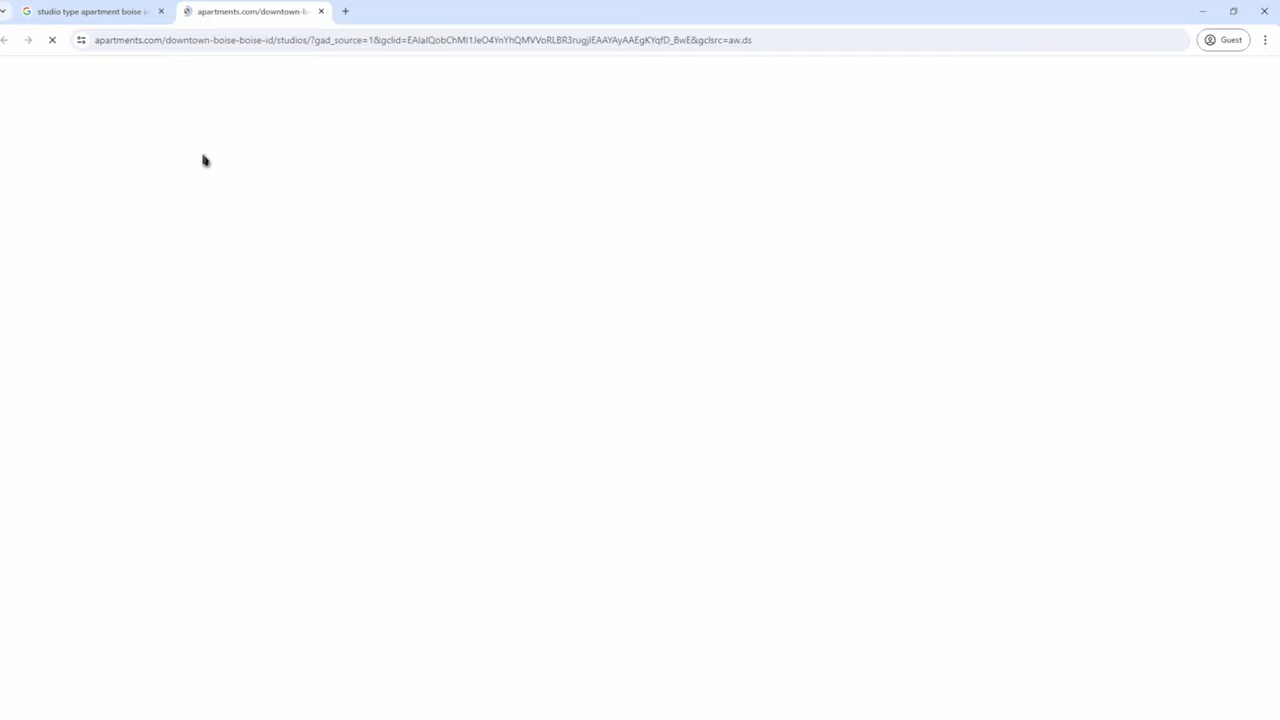 studio type apartment boise i
apartments.com/downtown-b
apartments.com/downtown-boise-boise-id/studios/?gad_source=1&gclid=EAIaIQobChMI1JeO4YnYhQMVVoRLBR3rugjIEAAYAyAAEgKYqfD_BwE&gclsrc=aw.ds
Guest